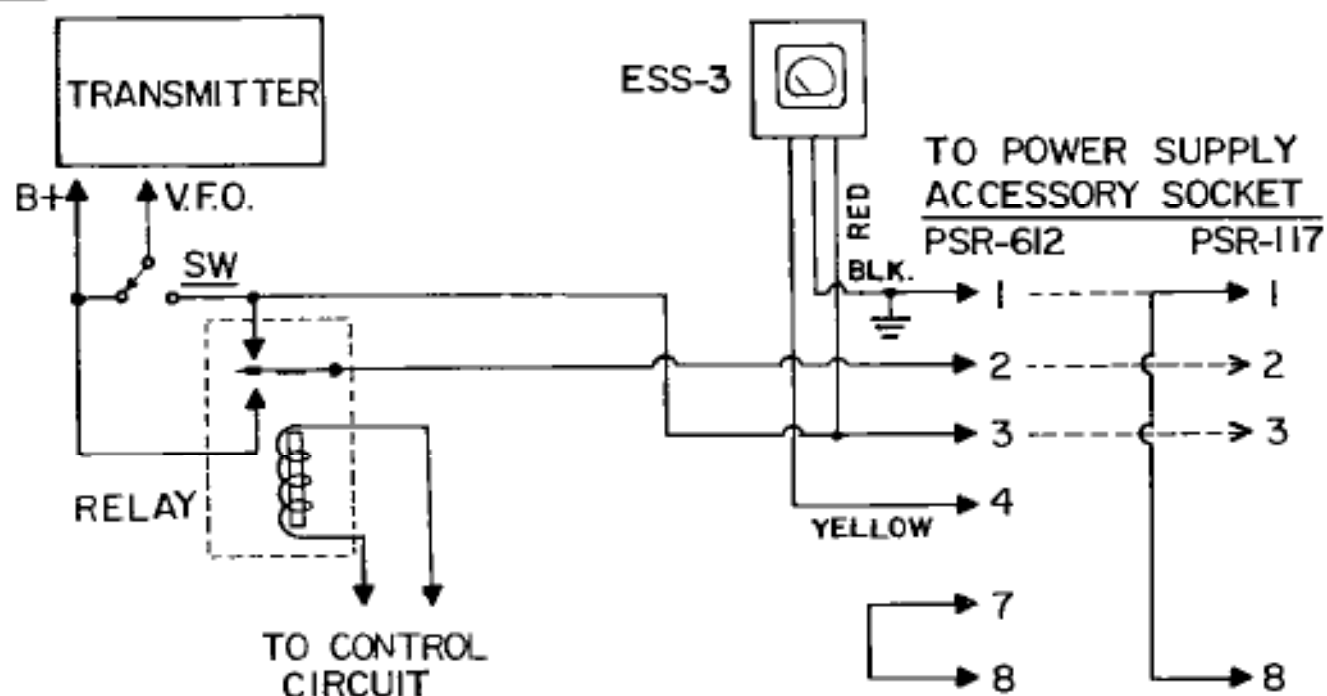 TRANSMITTER
ESS-3
B+
V.F.O.
SW
RED
BLK.
TO POWER SUPPLY
ACCESSORY SOCKET
PSR-612 PSR-117
1 1
2 2
3 3
4
YELLOW
RELAY
7
8 8
TO CONTROL
CIRCUIT